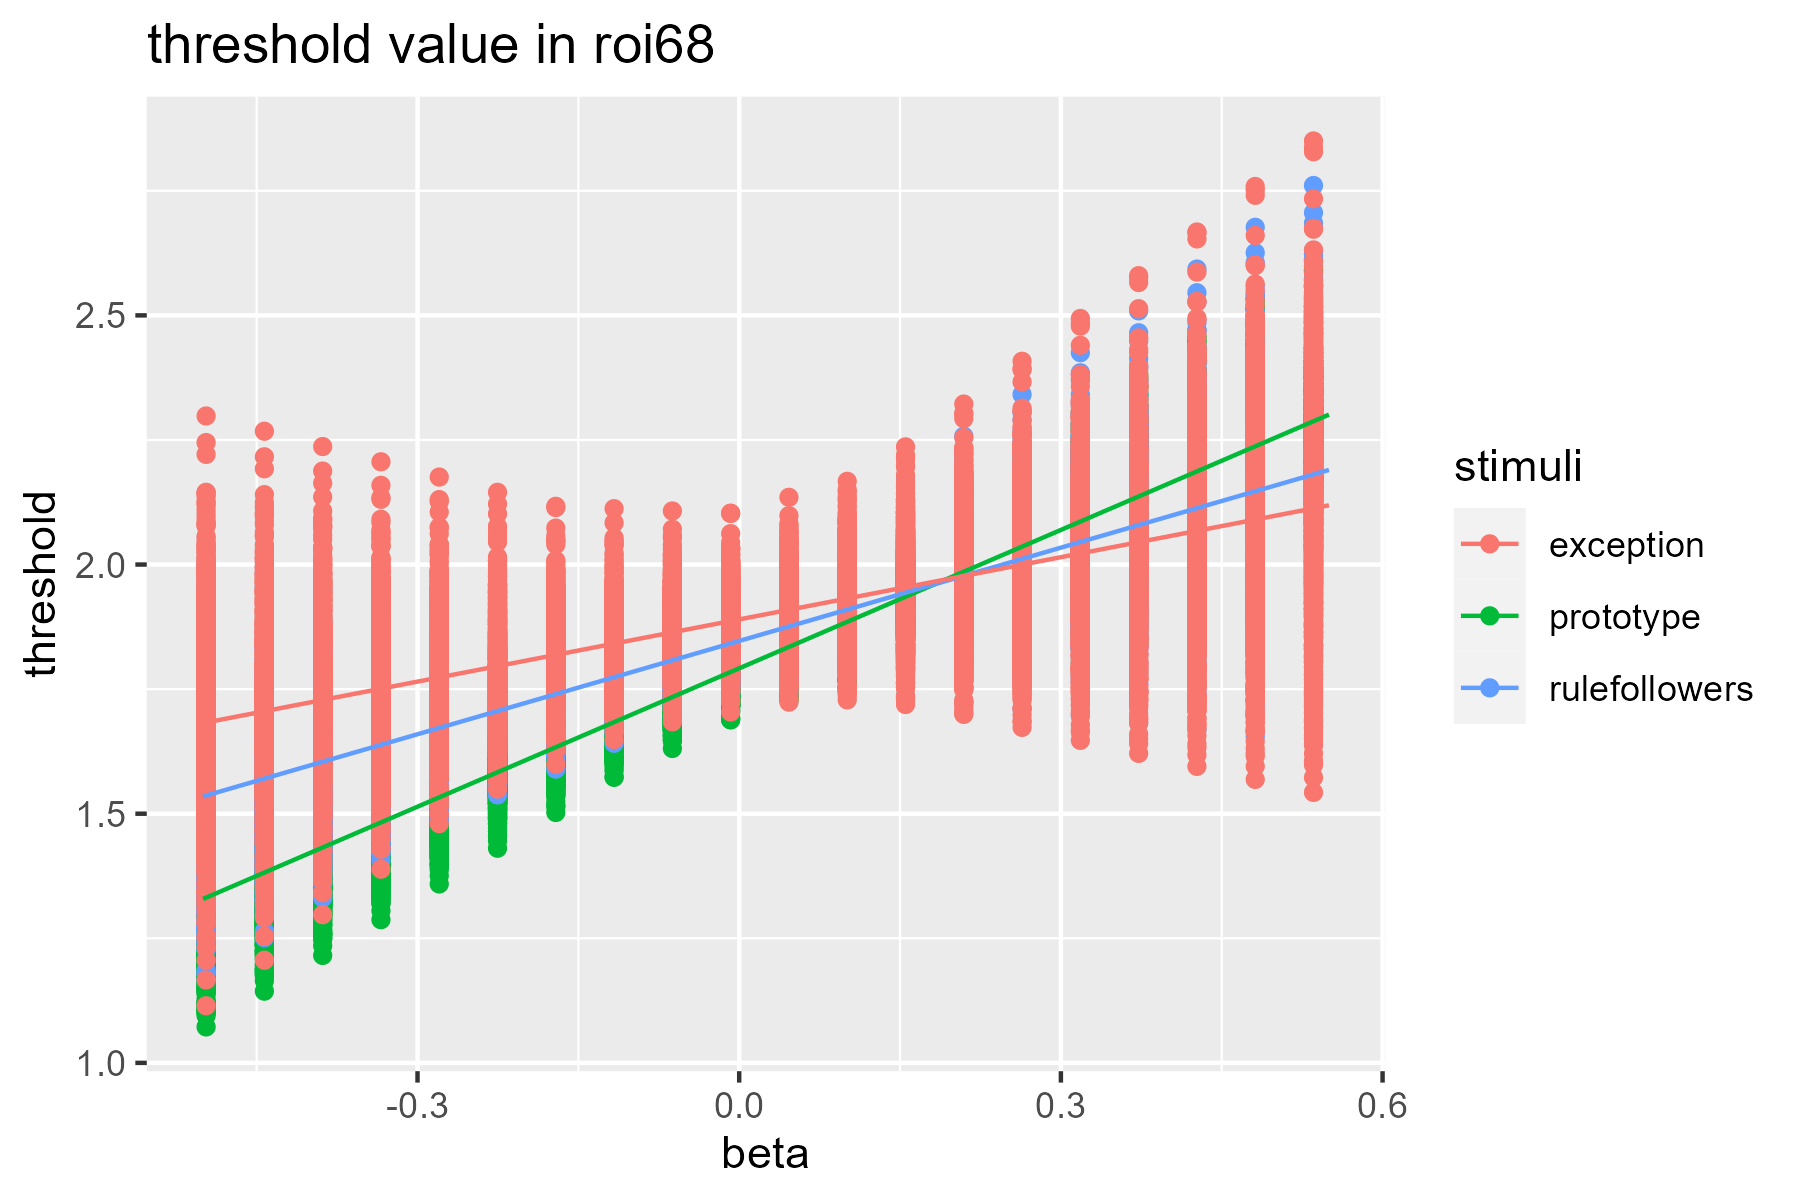 threshold value in roi68
threshold
2.5
2.0
1.5
1.0
-0.3
0.0
0.3
0.6
beta
stimuli
exception
prototype
rulefollowers